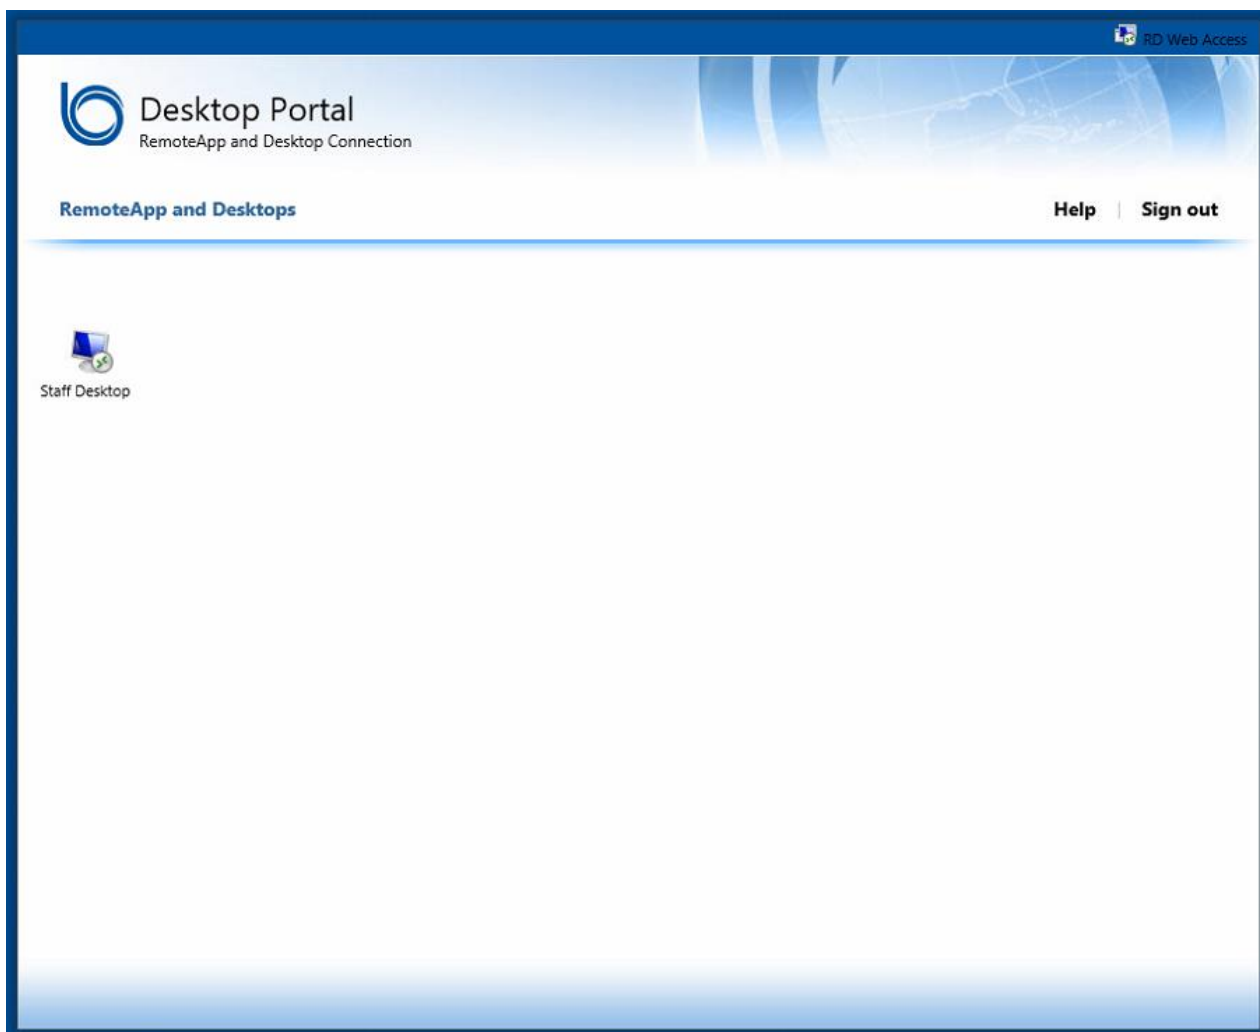 RD Web Access
Desktop Portal
RemoteApp and Desktop Connection
RemoteApp and Desktops
Help | Sign out
Staff Desktop